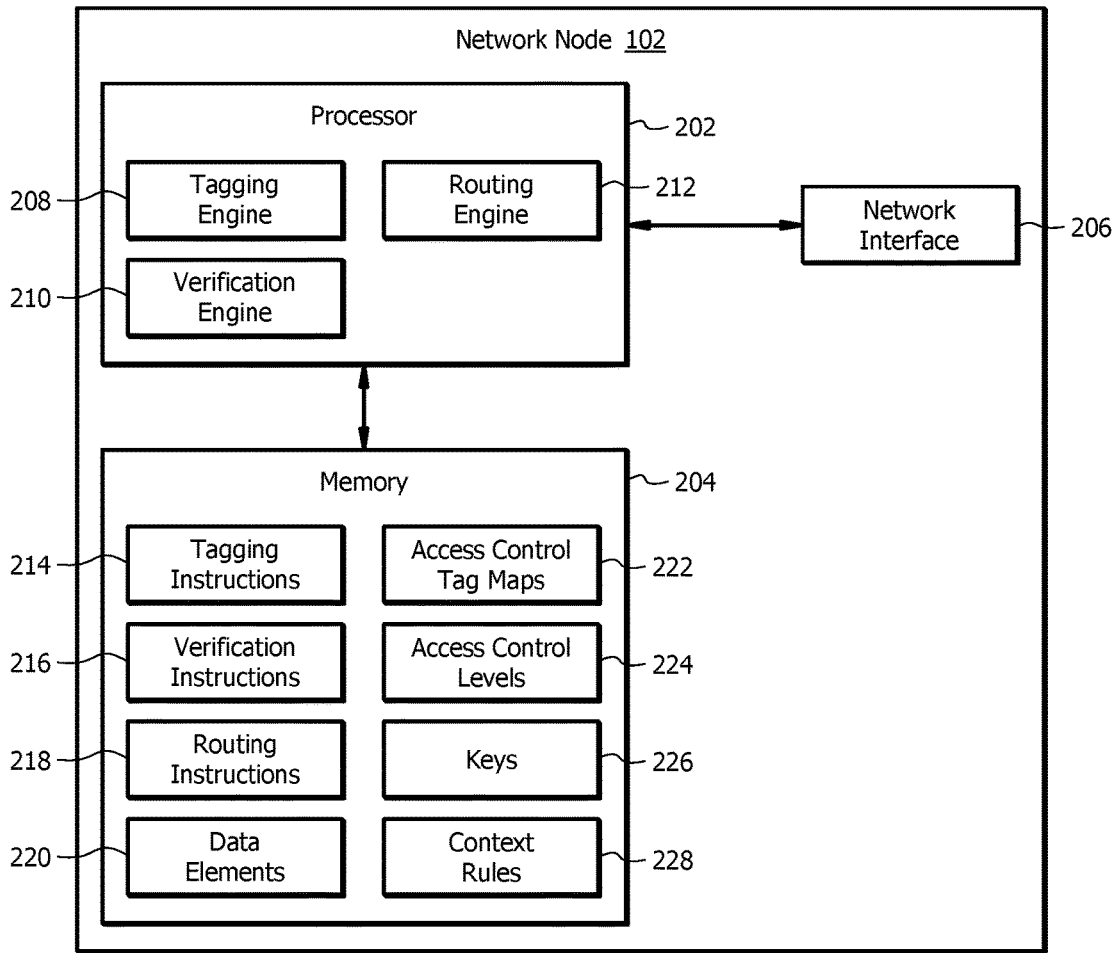 Network Node 102
Processor
202
208
Tagging
Engine
Routing
Engine
212
Network
Interface
206
210
Verification
Engine
Memory
204
214
Tagging
Instructions
Access Control
Tag Maps
222
216
Verification
Instructions
Access Control
Levels
224
218
Routing
Instructions
Keys
226
220
Data
Elements
Context
Rules
228